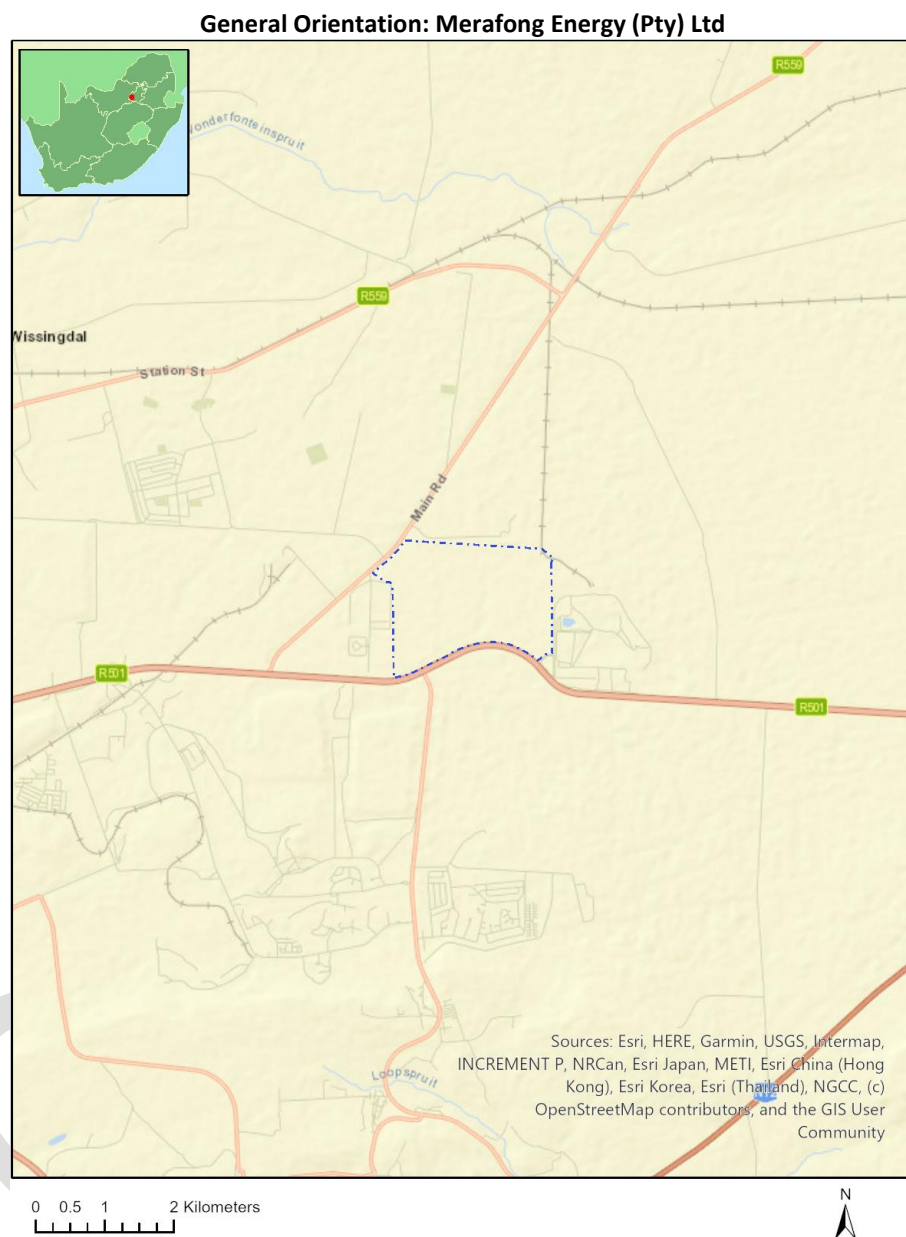 General Orientation: Merafong Energy (Pty) Ltd
R559
Wonderfonteinspruit
R559
Wissingdal
Station St
Main Rd
R501
R501
Loopspruit
Sources: Esri, HERE, Garmin, USGS, Intermap,
INCREMENT P, NRCan, Esri Japan, METI, Esri China (Hong
Kong), Esri Korea, Esri (Thailand), NGCC, (c)
OpenStreetMap contributors, and the GIS User
Community
0 0.5 1 2 Kilometers
N